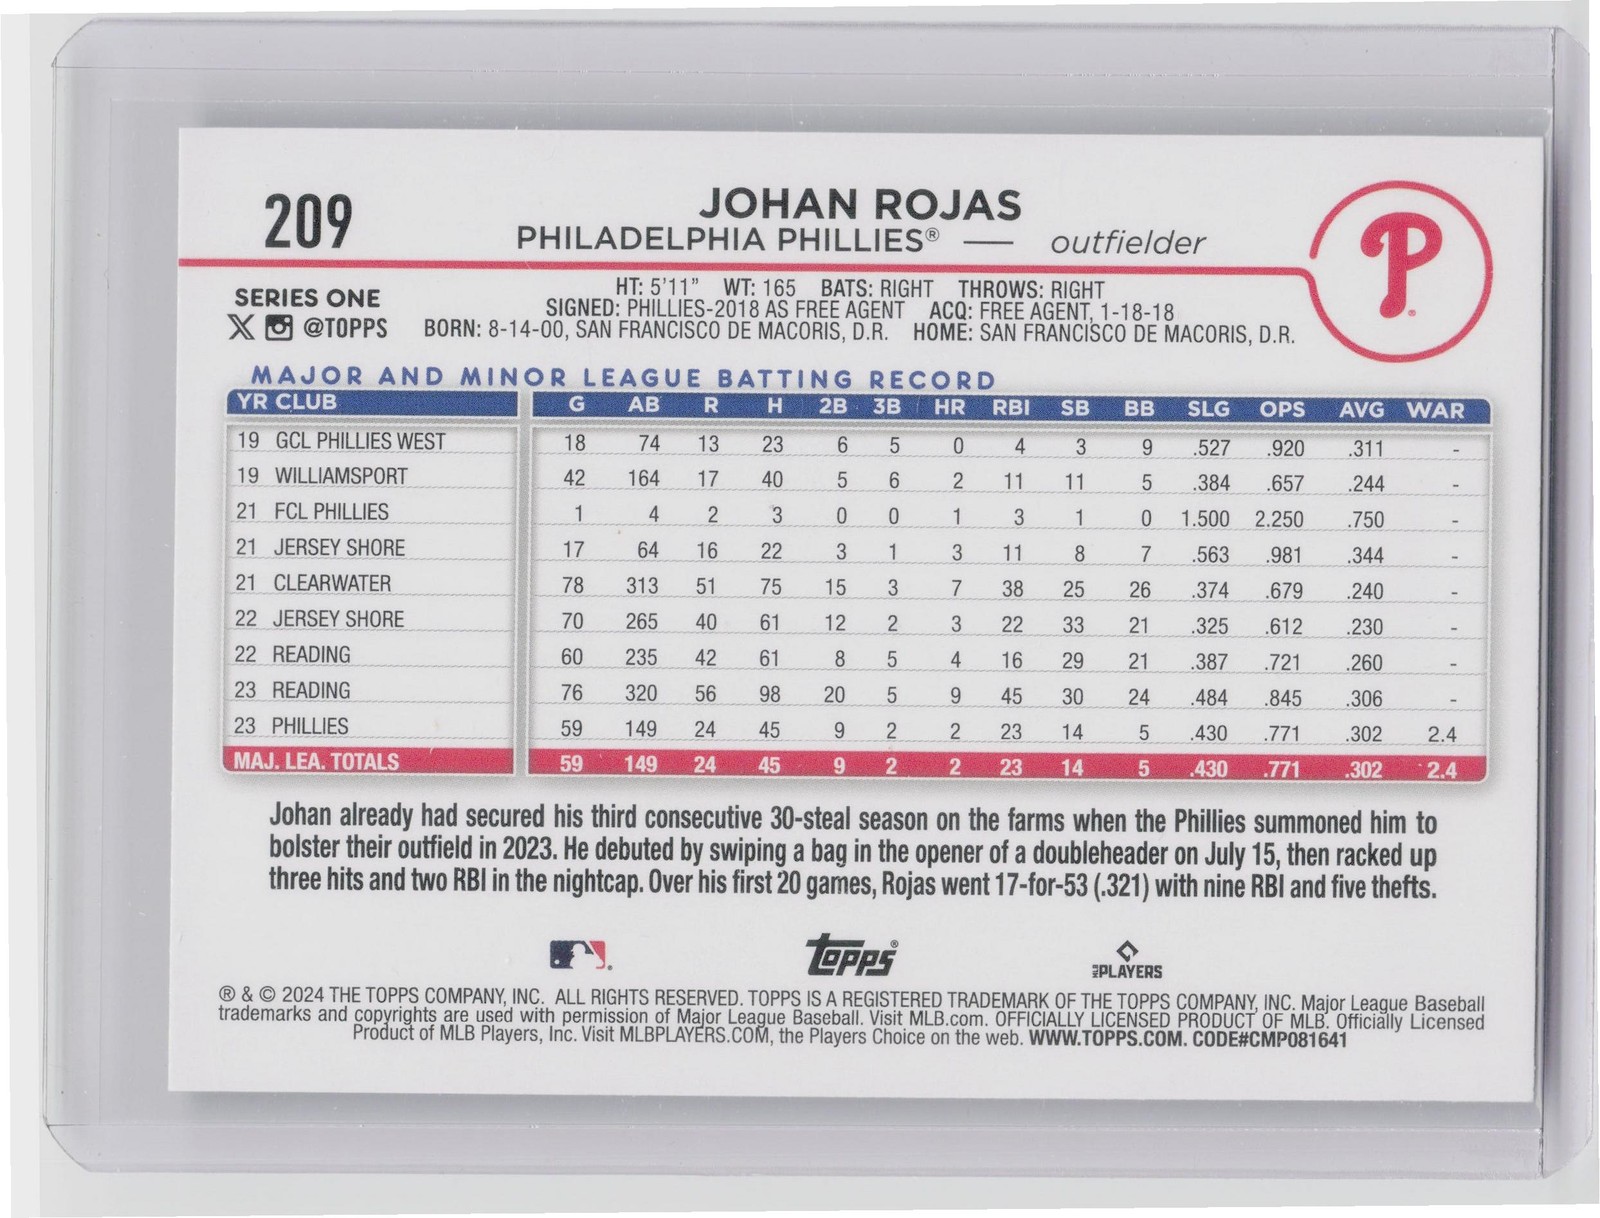 209
JOHAN ROJAS
PHILADELPHIA PHILLIES® — outfielder
P
SERIES ONE
@TOPPS
HT: 5'11" WT: 165 BATS: RIGHT THROWS: RIGHT
SIGNED: PHILLIES-2018 AS FREE AGENT ACQ: FREE AGENT, 1-18-18
BORN: 8-14-00, SAN FRANCISCO DE MACORIS, D.R. HOME: SAN FRANCISCO DE MACORIS, D.R.
MAJOR AND MINOR LEAGUE BATTING RECORD
YR CLUB G AB R H 2B 3B HR RBI SB BB SLG OPS AVG WAR
19 GCL PHILLIES WEST 18 74 13 23 6 5 0 4 3 9 .527 .920 .311 -
19 WILLIAMSPORT 42 164 17 40 5 6 2 11 11 5 .384 .657 .244 -
21 FCL PHILLIES 1 4 2 3 0 0 1 3 1 0 1.500 2.250 .750 -
21 JERSEY SHORE 17 64 16 22 3 1 3 11 8 7 .563 .981 .344 -
21 CLEARWATER 78 313 51 75 15 3 7 38 25 26 .374 .679 .240 -
22 JERSEY SHORE 70 265 40 61 12 2 3 22 33 21 .325 .612 .230 -
22 READING 60 235 42 61 8 5 4 16 29 21 .387 .721 .260 -
23 READING 76 320 56 98 20 5 9 45 30 24 .484 .845 .306 -
23 PHILLIES 59 149 24 45 9 2 2 23 14 5 .430 .771 .302 2.4
MAJ. LEA. TOTALS 59 149 24 45 9 2 2 23 14 5 .430 .771 .302 2.4
Johan already had secured his third consecutive 30-steal season on the farms when the Phillies summoned him to
bolster their outfield in 2023. He debuted by swiping a bag in the opener of a doubleheader on July 15, then racked up
three hits and two RBI in the nightcap. Over his first 20 games, Rojas went 17-for-53 (.321) with nine RBI and five thefts.
Topps® MLB PLAYERS
® & © 2024 THE TOPPS COMPANY, INC. ALL RIGHTS RESERVED. TOPPS IS A REGISTERED TRADEMARK OF THE TOPPS COMPANY, INC. Major League Baseball
trademarks and copyrights are used with permission of Major League Baseball. Visit MLB.com. OFFICIALLY LICENSED PRODUCT OF MLB. Officially Licensed
Product of MLB Players, Inc. Visit MLBPLAYERS.COM, the Players Choice on the web. WWW.TOPPS.COM. CODE#CMP081641